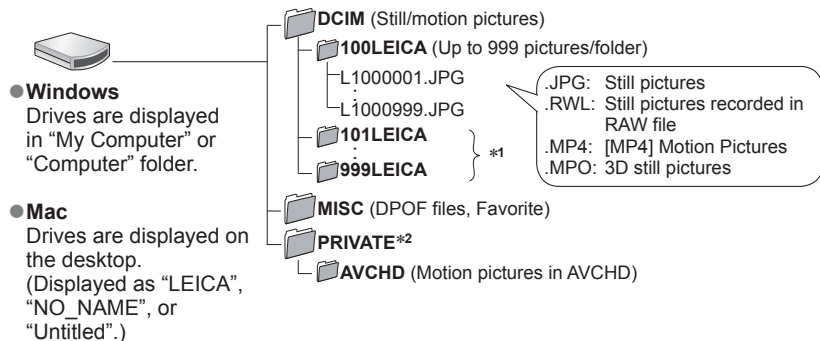 ●Windows
Drives are displayed
in “My Computer” or
“Computer” folder.
●Mac
Drives are displayed on
the desktop.
(Displayed as “LEICA”,
“NO_NAME”, or
“Untitled”.)
DCIM (Still/motion pictures)
100LEICA (Up to 999 pictures/folder)
L1000001.JPG
L1000999.JPG
101LEICA
999LEICA
*1
MISC (DPOF files, Favorite)
PRIVATE*2
AVCHD (Motion pictures in AVCHD)
.JPG: Still pictures
.RWL: Still pictures recorded in
RAW file
.MP4: [MP4] Motion Pictures
.MPO: 3D still pictures